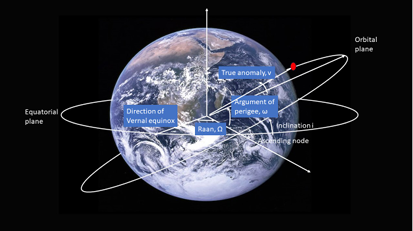 Orbital
plane
True anomaly, ν
Equatorial
plane
Direction of
Vernal equinox
Argument of
perigee, ω
Raan, Ω
Inclination i
Ascending node